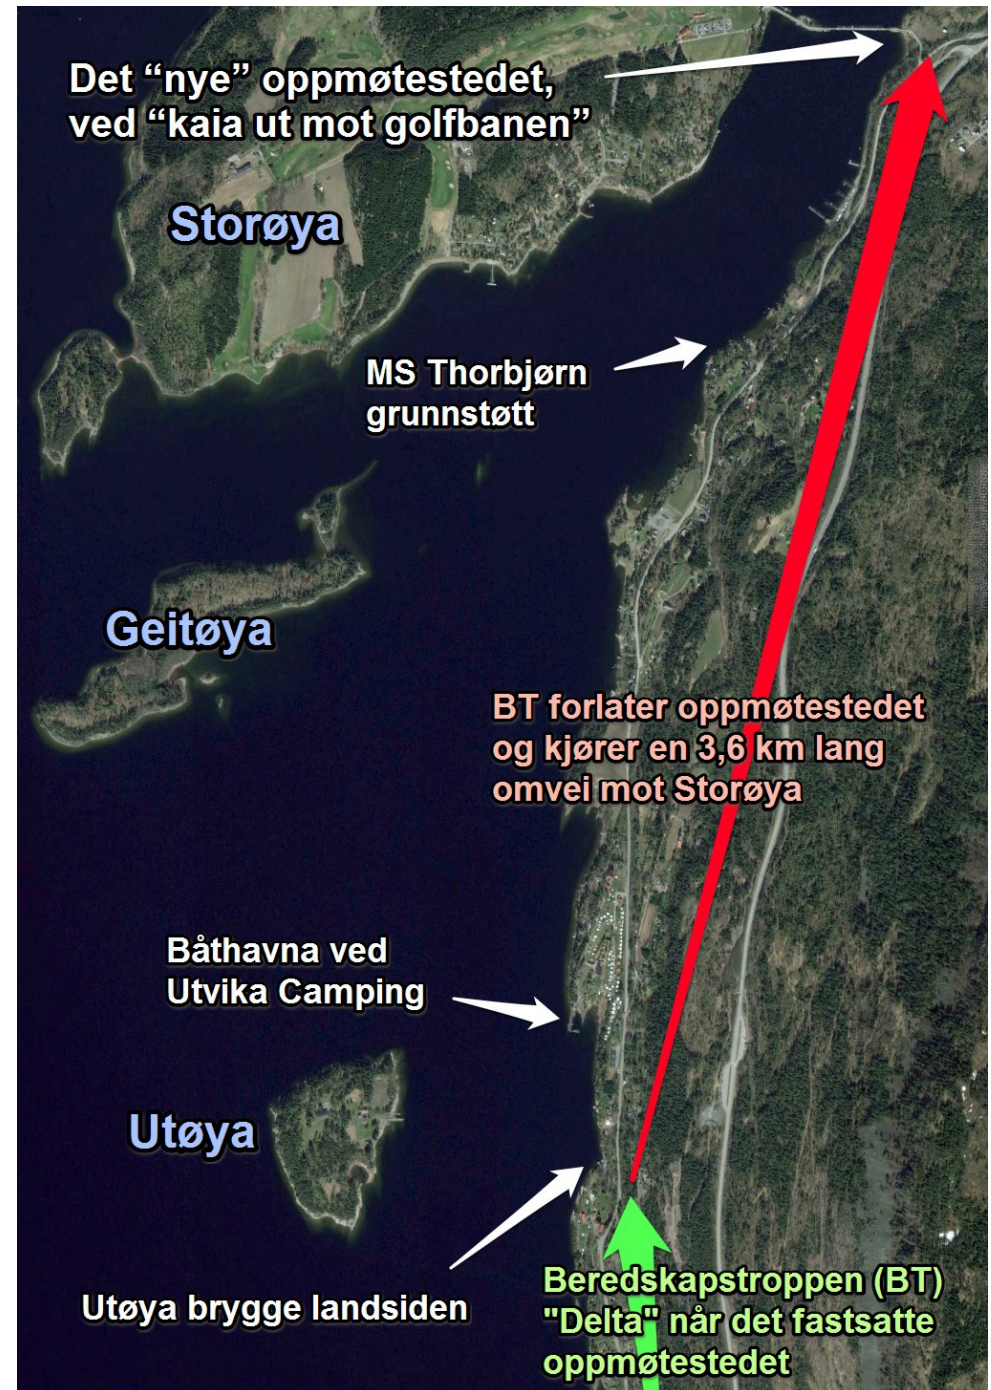 Det “nye” oppmøtestedet,
ved “kaia ut mot golfbanen”
Storøya
MS Thorbjørn
grunnstøtt
Geitøya
BT forlater oppmøtestedet
og kjører en 3,6 km lang
omvei mot Storøya
Båthavna ved
Utvika Camping
Utøya
Utøya brygge landsiden
Beredskapstroppen (BT)
"Delta" når det fastsatte
oppmøtestedet